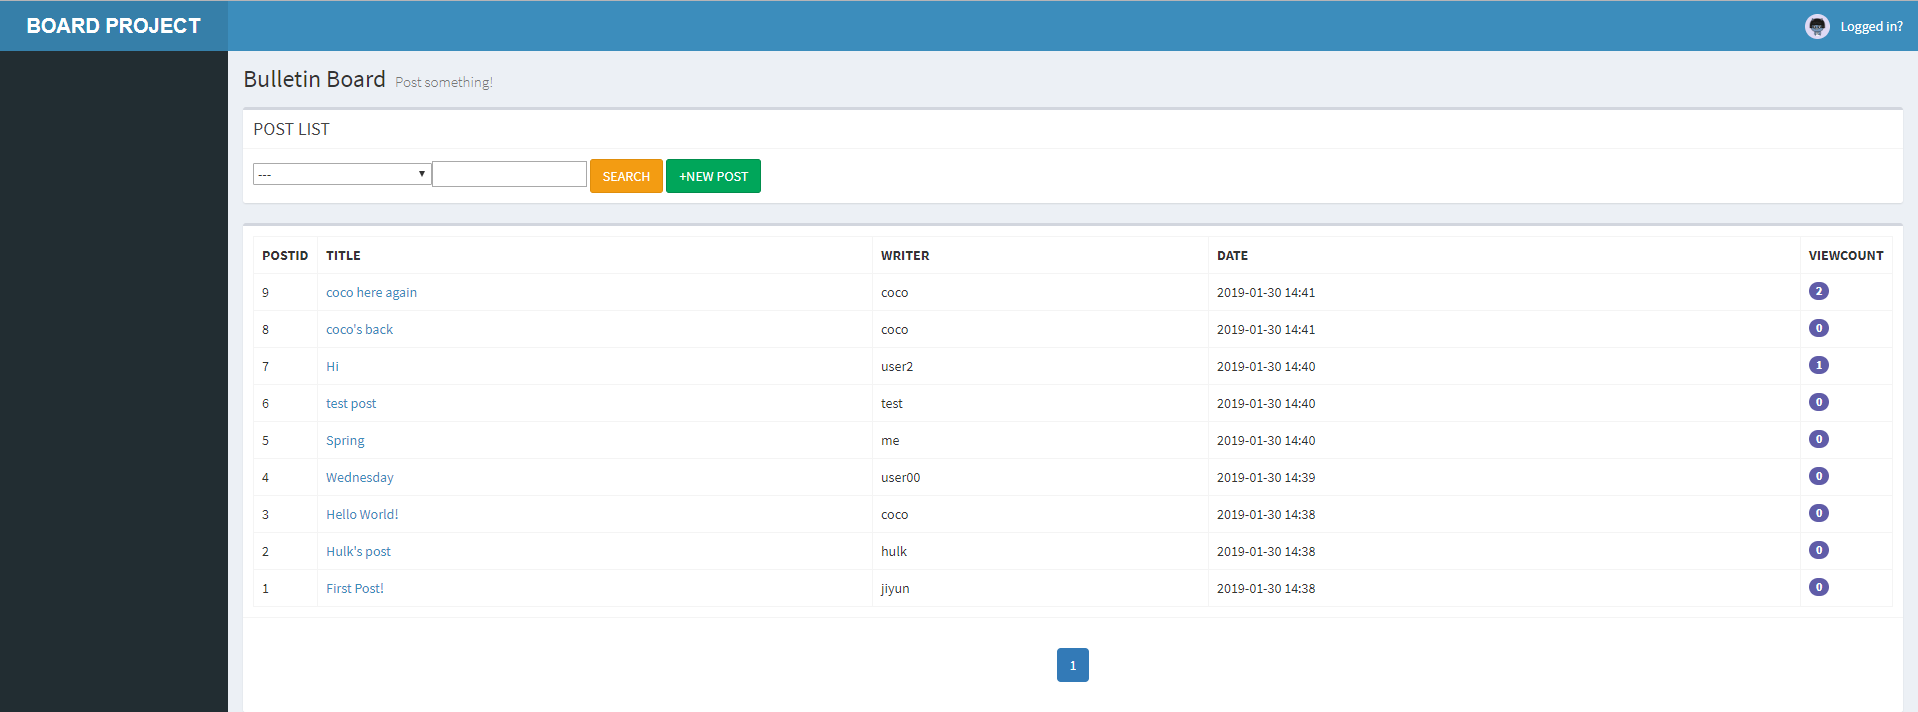 BOARD PROJECT
Logged in?
Bulletin Board Post something!
POST LIST
--- SEARCH +NEW POST
POSTID TITLE WRITER DATE VIEWCOUNT
9 coco here again coco 2019-01-30 14:41 2
8 coco's back coco 2019-01-30 14:41 0
7 Hi user2 2019-01-30 14:40 1
6 test post test 2019-01-30 14:40 0
5 Spring me 2019-01-30 14:40 0
4 Wednesday user00 2019-01-30 14:39 0
3 Hello World! coco 2019-01-30 14:38 0
2 Hulk's post hulk 2019-01-30 14:38 0
1 First Post! jiyun 2019-01-30 14:38 0
1